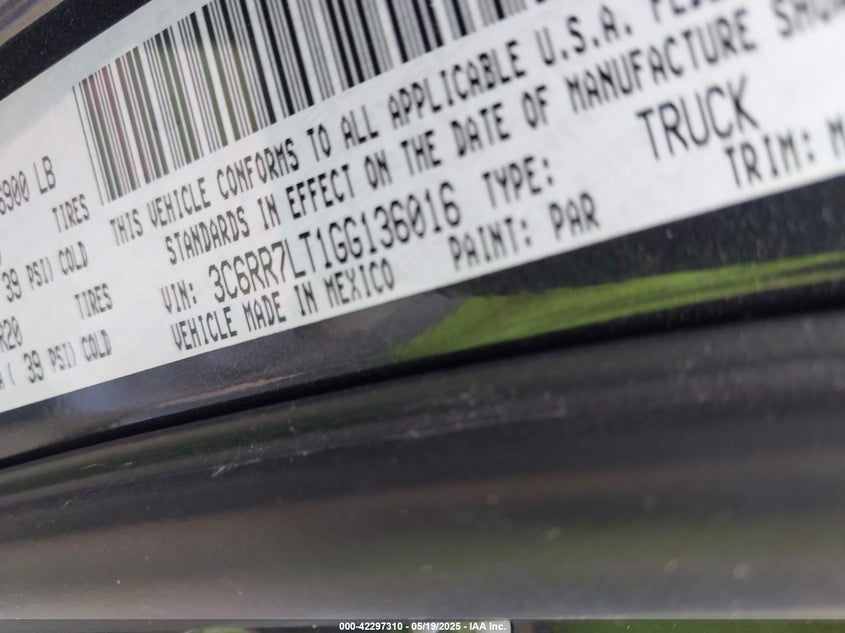 6900 LB
TIRES
39 PSI) COLD
R20 TIRES
( 39 PSI) COLD
THIS VEHICLE CONFORMS TO ALL APPLICABLE U.S.A.
STANDARDS IN EFFECT ON THE DATE OF MANUFACTURE
VIN: 3C6RR7LT1GG136016 TYPE: TRUCK
VEHICLE MADE IN MEXICO PAINT: PAR TRIM: M
000-42297310 - 05/19/2025 - IAA Inc.